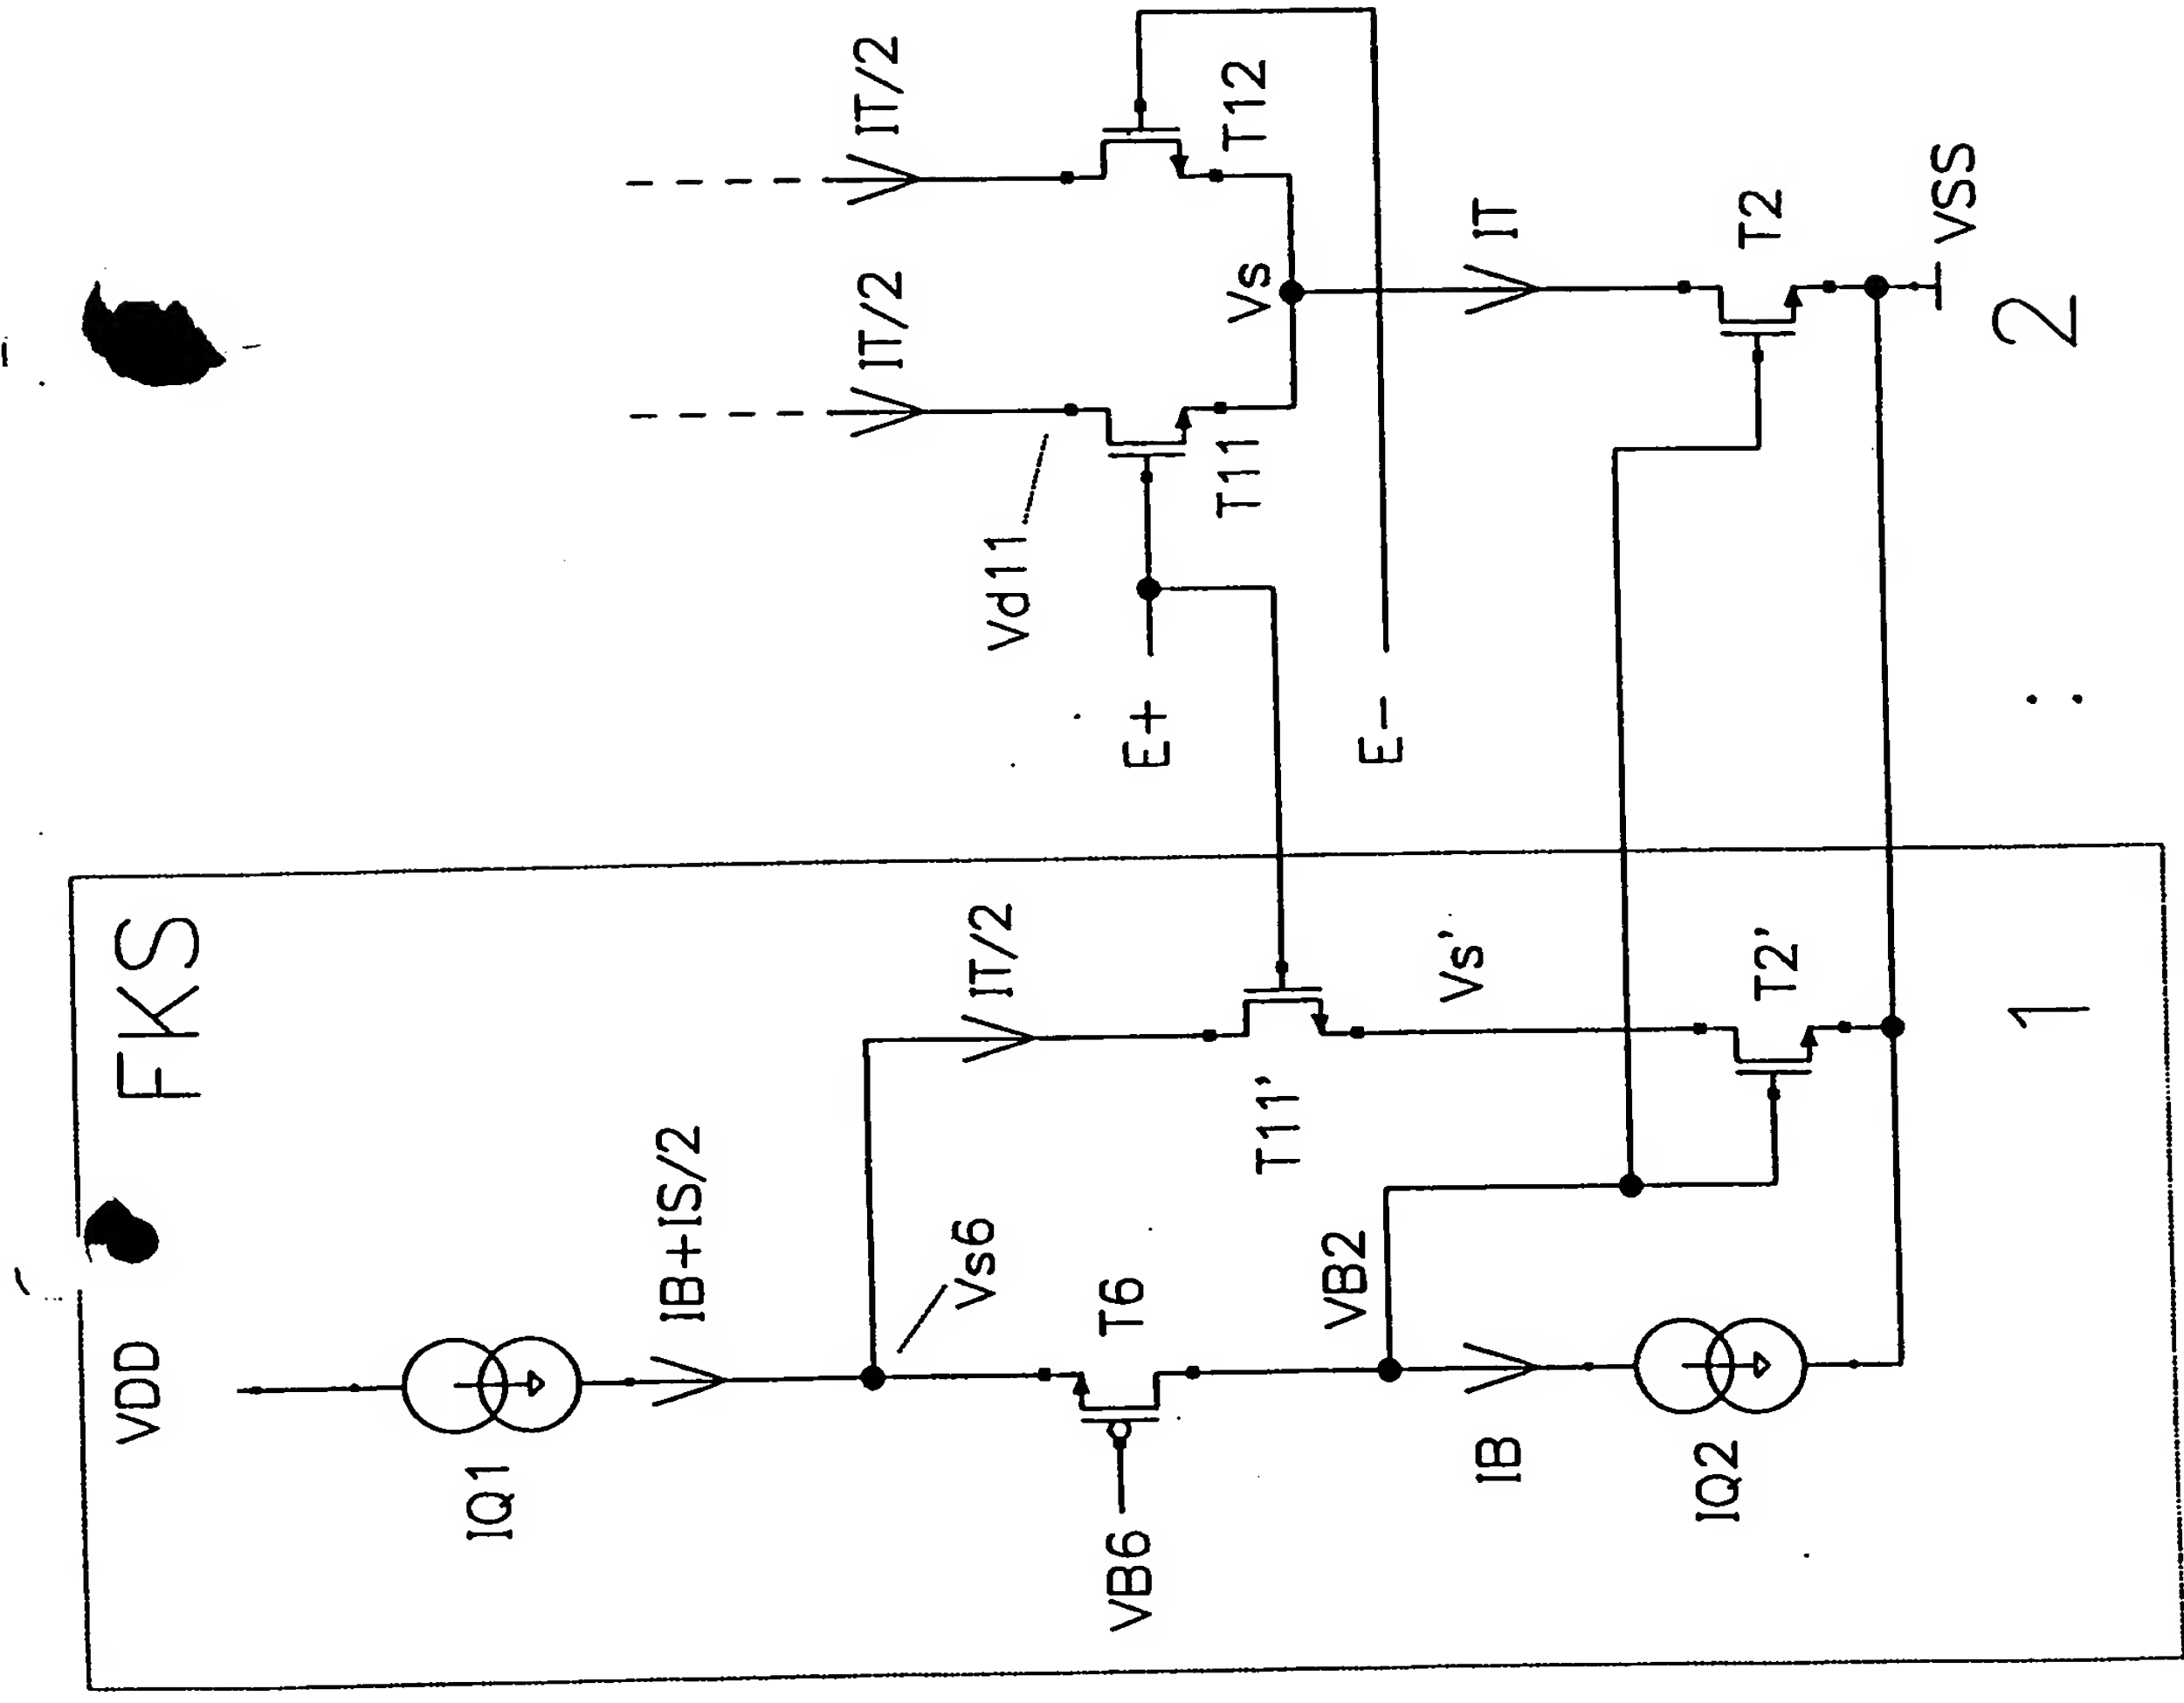 VDD
FKS
IQ1
IB+IS/2
IT/2
IT/2
Vs6
IT/2
Vd11
VB6
T6
E+
T11
Vs
T12
T11'
VB2
E-
Vs'
IB
IT
IQ2
T2'
T2
VSS
1
2